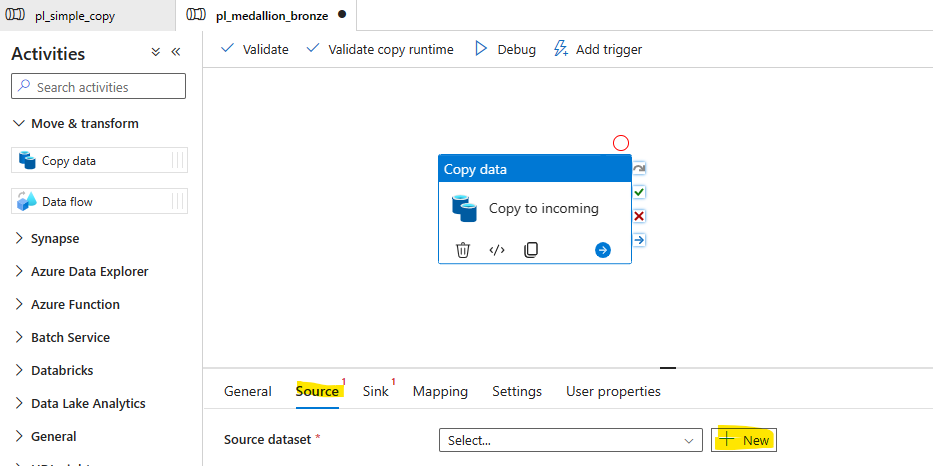 pl_simple_copy
pl_medallion_bronze
Activities
Search activities
Move & transform
Copy data
Data flow
Synapse
Azure Data Explorer
Azure Function
Batch Service
Databricks
Data Lake Analytics
General
Validate
Validate copy runtime
Debug
Add trigger
Copy data
Copy to incoming
General
Source 1
Sink 1
Mapping
Settings
User properties
Source dataset *
Select...
New